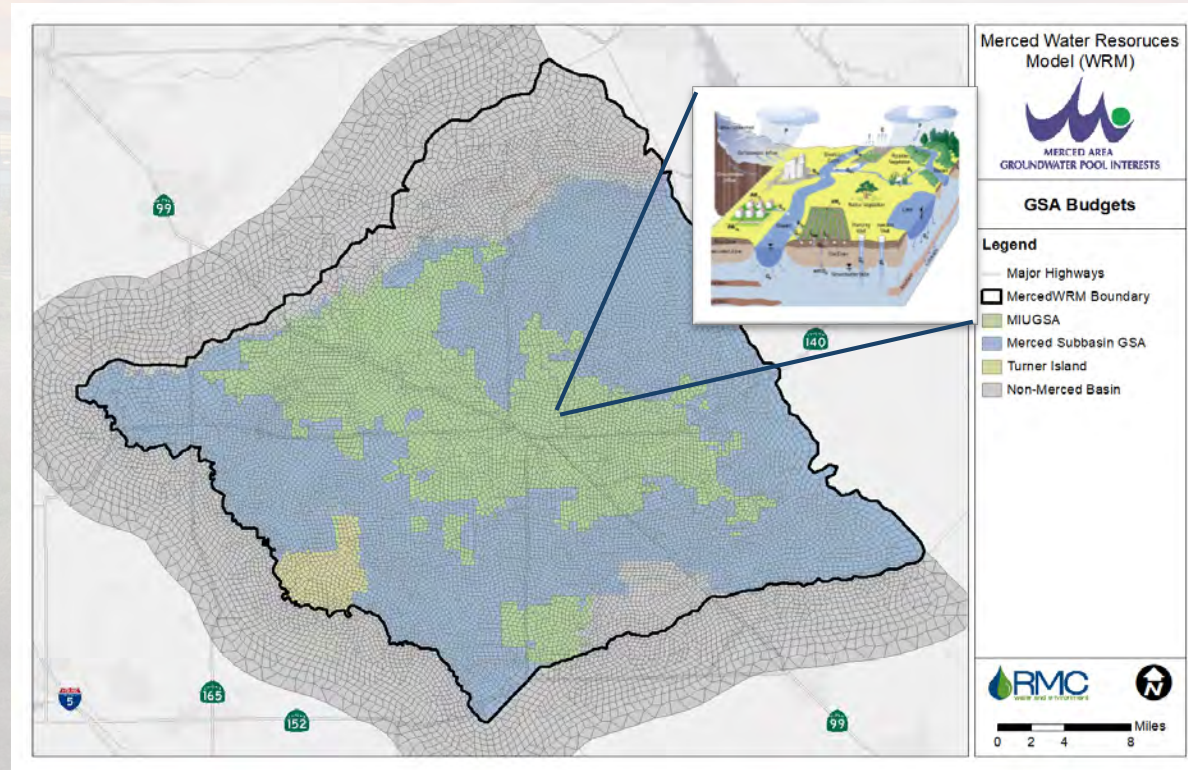 Merced Water Resoruces
Model (WRM)
MERCED AREA
GROUNDWATER POOL INTERESTS
GSA Budgets
Legend
Major Highways
MercedWRM Boundary
MIUGSA
Merced Subbasin GSA
Turner Island
Non-Merced Basin
99
140
5
165
152
99
RMC
water and environment
N
Miles
0 2 4 8